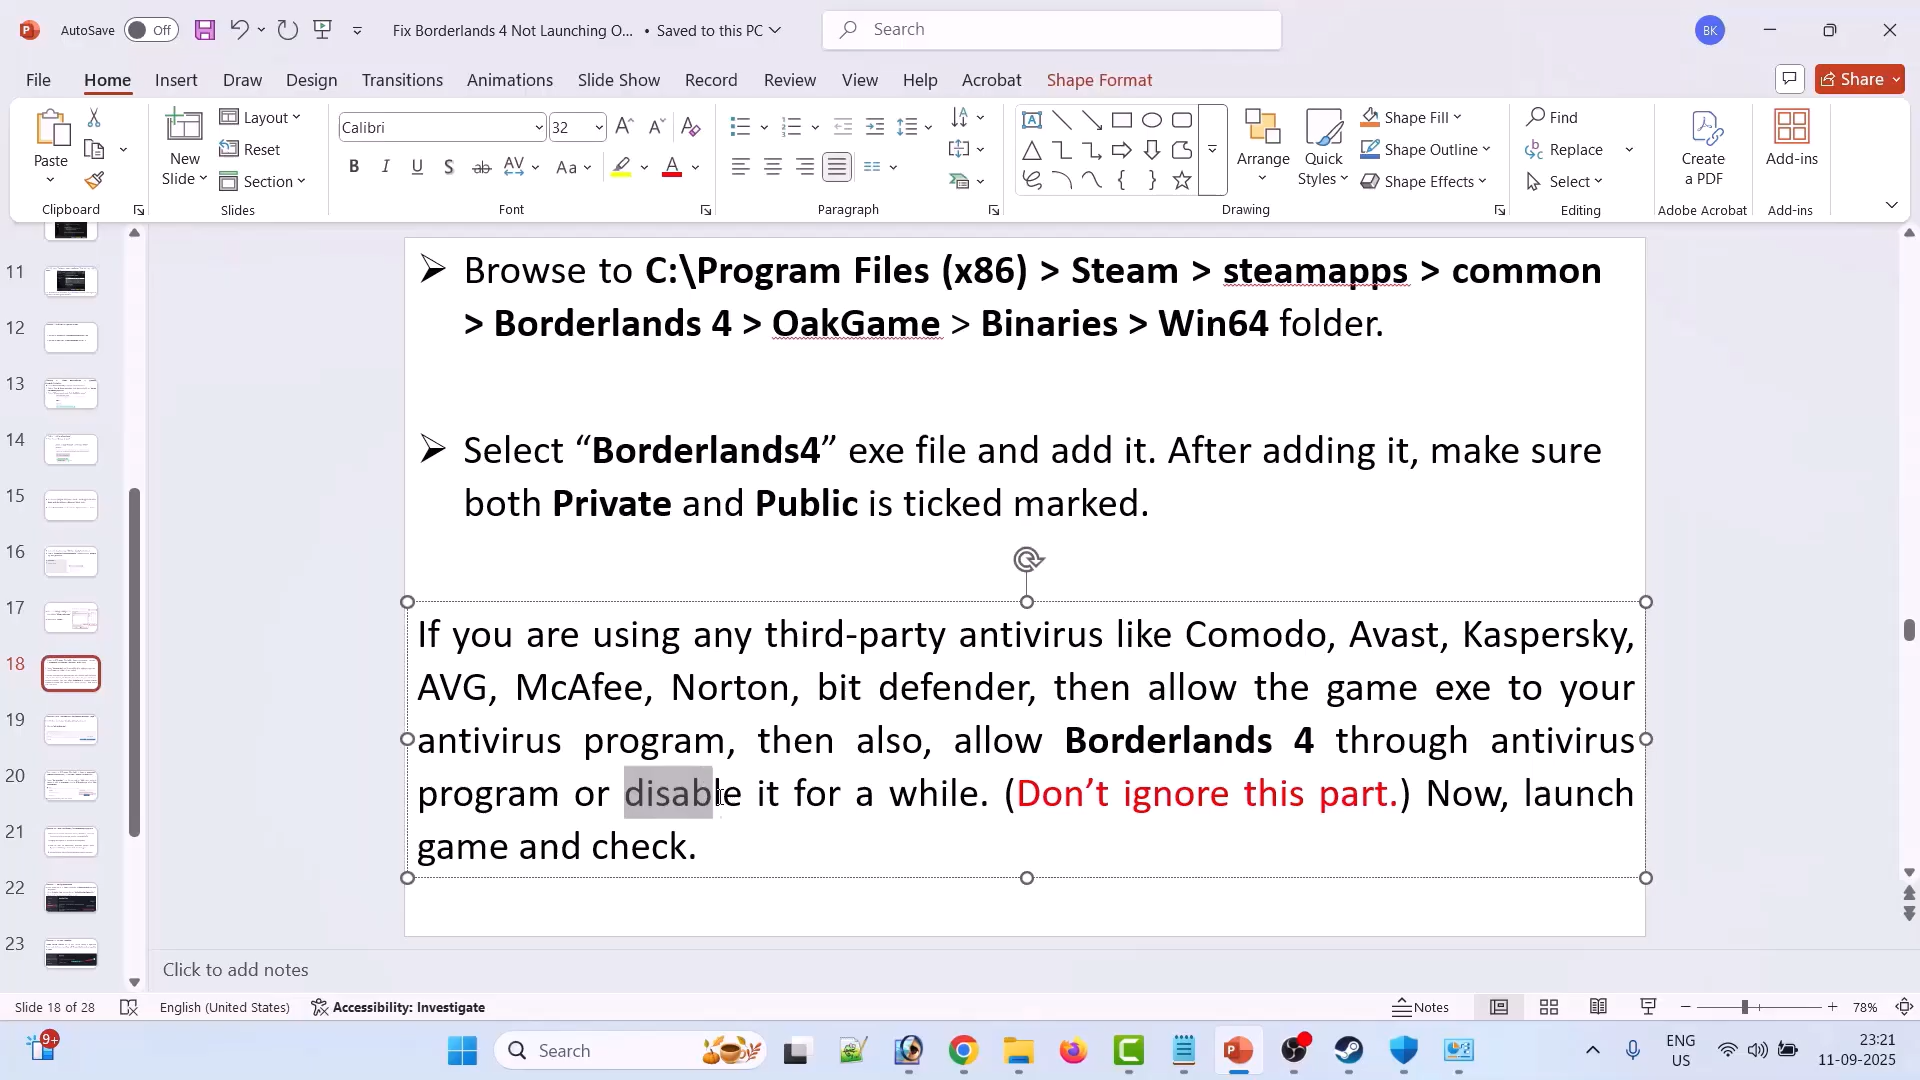 AutoSave Off Fix Borderlands 4 Not Launching O... • Saved to this PC Search BK
File Home Insert Draw Design Transitions Animations Slide Show Record Review View Help Acrobat Shape Format Share
Paste
Clipboard
New
Slide
Layout
Reset
Section
Slides
Calibri 32
Font
Paragraph
Arrange
Quick
Styles
Shape Fill
Shape Outline
Shape Effects
Drawing
Find
Replace
Select
Editing
Create
a PDF
Adobe Acrobat
Add-ins
Add-ins
11
12
13
14
15
16
17
18
19
20
21
22
23
Browse to C:\Program Files (x86) > Steam > steamapps > common
> Borderlands 4 > OakGame > Binaries > Win64 folder.
Select “Borderlands4” exe file and add it. After adding it, make sure
both Private and Public is ticked marked.
If you are using any third-party antivirus like Comodo, Avast, Kaspersky,
AVG, McAfee, Norton, bit defender, then allow the game exe to your
antivirus program, then also, allow Borderlands 4 through antivirus
program or disable it for a while. (Don’t ignore this part.) Now, launch
game and check.
Click to add notes
Slide 18 of 28 English (United States) Accessibility: Investigate Notes 78%
9+ Search ENG
US
23:21
11-09-2025